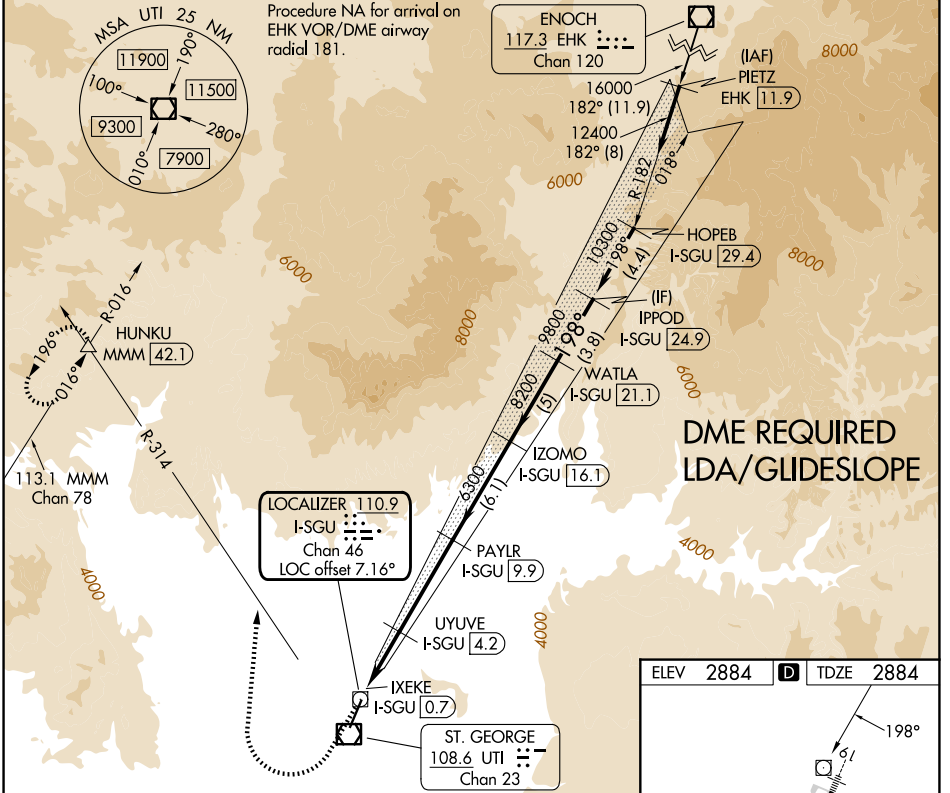 MSA UTI 25 NM
11900
190°
100°
11500
9300
280°
010°
7900
Procedure NA for arrival on
EHK VOR/DME airway
radial 181.
ENOCH
117.3 EHK
Chan 120
8000
(IAF)
PIETZ
EHK 11.9
16000
182° (11.9)
12400
182° (8)
6000
R-182
018°
HOPEB
I-SGU 29.4
10300
198°
(4.4)
8000
6000
(IF)
IPPOD
I-SGU 24.9
R-016
HUNKU
MMM 42.1
196°
016°
8000
9800
198°
(3.8)
WATLA
I-SGU 21.1
6000
8200
(5)
R-314
DME REQUIRED
LDA/GLIDESLOPE
113.1 MMM
Chan 78
IZOMO
I-SGU 16.1
6300
(6.1)
LOCALIZER 110.9
I-SGU
Chan 46
LOC offset 7.16°
PAYLR
I-SGU 9.9
4000
4000
UYUVE
I-SGU 4.2
4000
IXEKE
I-SGU 0.7
ST. GEORGE
108.6 UTI
Chan 23
ELEV 2884 D TDZE 2884
198°
19